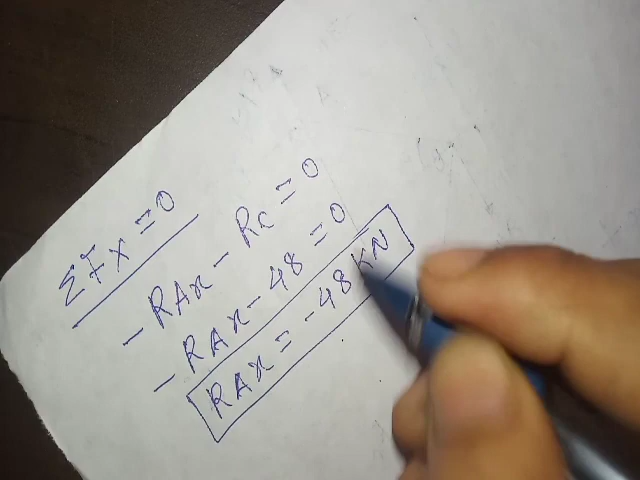 ΣFx = 0
- RAx - Rc = 0
- RAx - 48 = 0
RAx = -48 KN